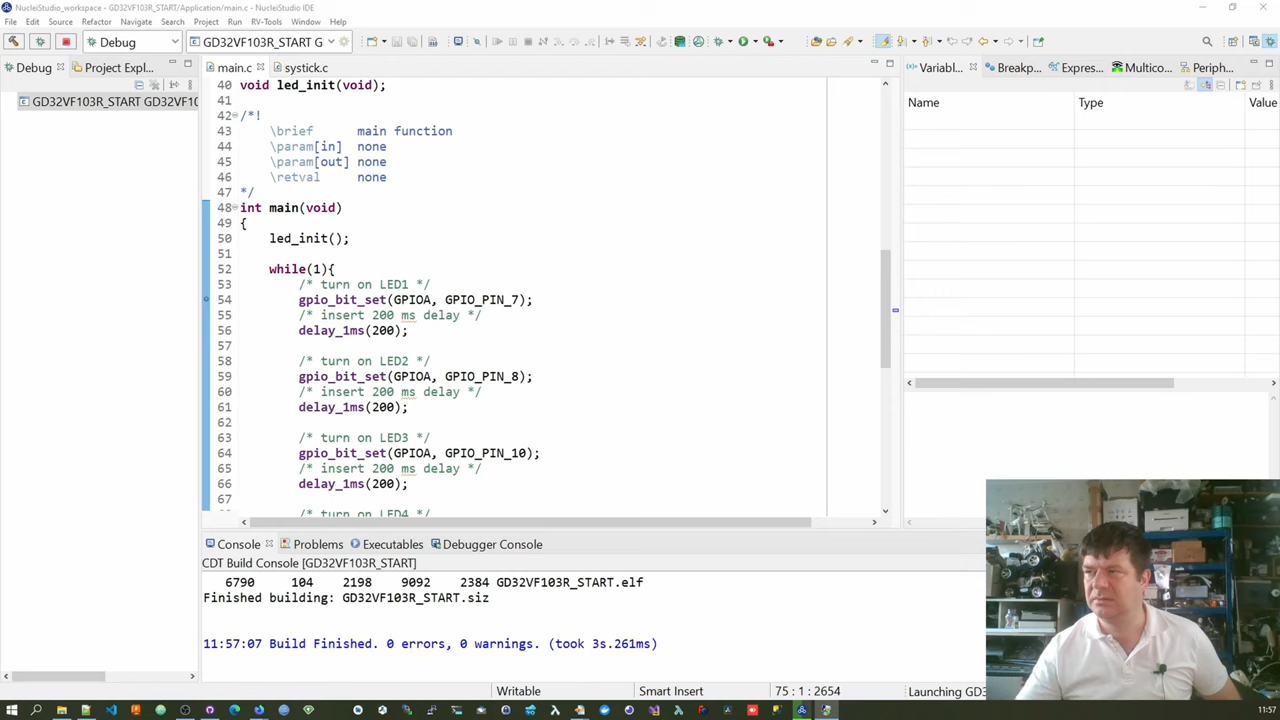 NucleiStudio_workspace - GD32VF103R_START/Application/main.c - NucleiStudio IDE
File Edit Source Refactor Navigate Search Project Run RV-Tools Window Help
Debug GD32VF103R_START G
Debug Project Expl... main.c systick.c Variabl... Breakp... Expres... Multico... Periph...
GD32VF103R_START GD32VF10
Name Type Value
40 void led_init(void);
41
42 /*!
43 \brief main function
44 \param[in] none
45 \param[out] none
46 \retval none
47 */
48 int main(void)
49 {
50 led_init();
51
52 while(1){
53 /* turn on LED1 */
54 gpio_bit_set(GPIOA, GPIO_PIN_7);
55 /* insert 200 ms delay */
56 delay_1ms(200);
57
58 /* turn on LED2 */
59 gpio_bit_set(GPIOA, GPIO_PIN_8);
60 /* insert 200 ms delay */
61 delay_1ms(200);
62
63 /* turn on LED3 */
64 gpio_bit_set(GPIOA, GPIO_PIN_10);
65 /* insert 200 ms delay */
66 delay_1ms(200);
67
/* turn on LED4 */
Console Problems Executables Debugger Console
CDT Build Console [GD32VF103R_START]
6790 104 2198 9092 2384 GD32VF103R_START.elf
Finished building: GD32VF103R_START.siz
11:57:07 Build Finished. 0 errors, 0 warnings. (took 3s.261ms)
Writable Smart Insert 75 : 1 : 2654 Launching GD3
11:57